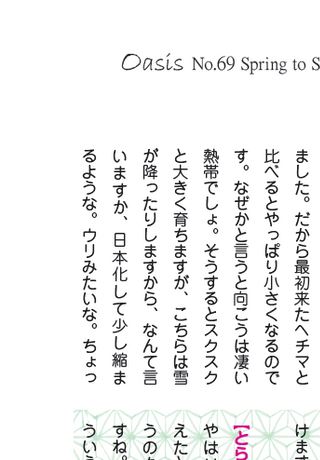 Oasis No.69 Spring to S
ました。だから最初来たヘチマと
比べるとやっぱり小さくなるので
す。なぜかと言うと向こうは凄い
熱帯でしょ。そうするとスクスク
と大きく育ちますが、こちらは雪
が降ったりしますから、なんて言
いますか、日本化して少し縮ま
るような。ウリみたいな。ちょっ
けます
【とら
やは
えた
うの
すね。
ういう